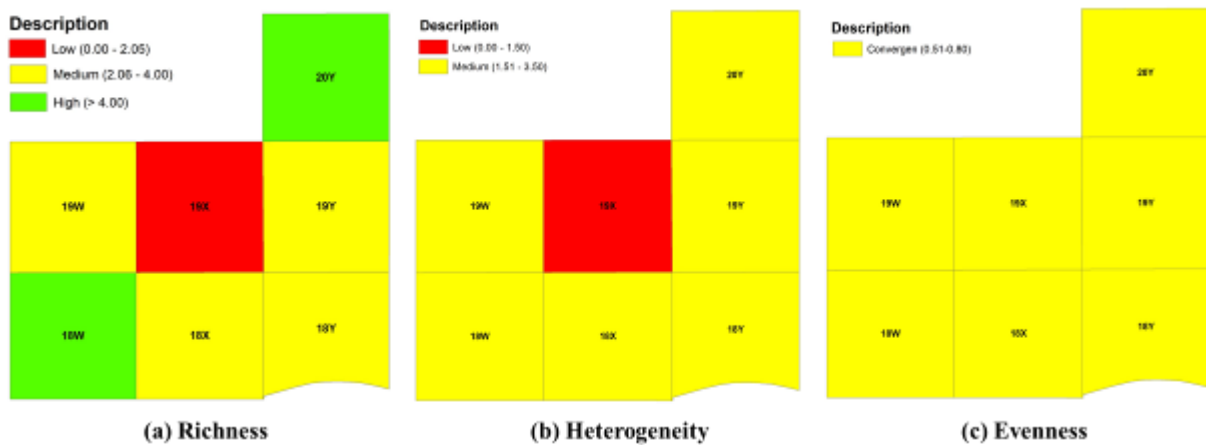 Description
Low (0.00 - 2.05)
Medium (2.06 - 4.00)
High (> 4.00)
20Y
19W
19X
19Y
18W
18X
18Y
(a) Richness
Description
Low (0.00 - 1.50)
Medium (1.51 - 3.50)
20Y
19W
19X
19Y
18W
18X
18Y
(b) Heterogeneity
Description
Convergen (0.51-0.80)
20Y
19W
19X
19Y
18W
18X
18Y
(c) Evenness